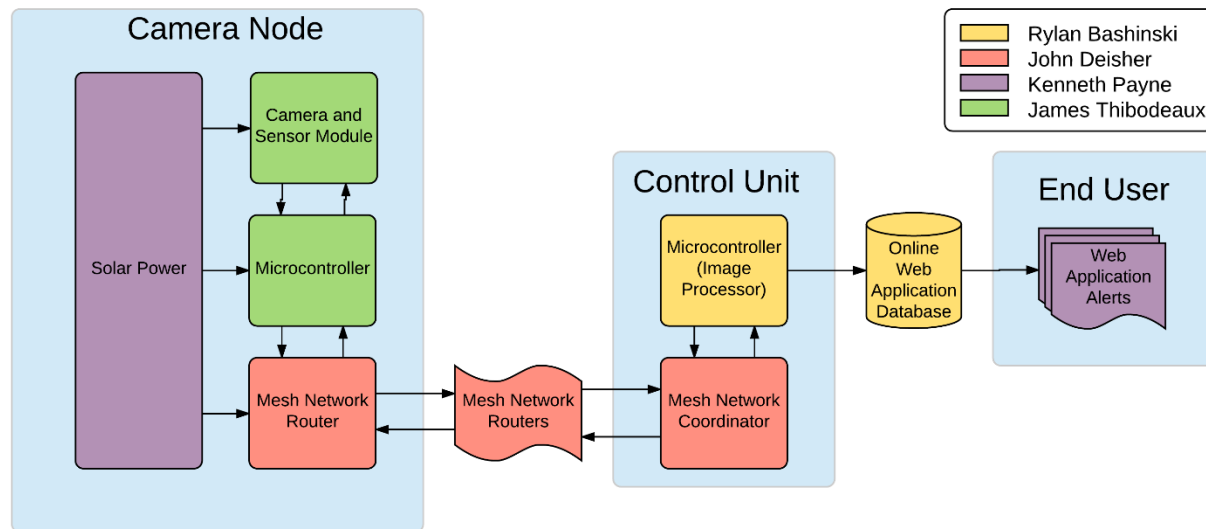 Camera Node
Rylan Bashinski
John Deisher
Kenneth Payne
James Thibodeaux
Solar Power
Camera and
Sensor Module
Microcontroller
Mesh Network
Router
Mesh Network
Routers
Control Unit
Microcontroller
(Image
Processor)
Mesh Network
Coordinator
Online
Web
Application
Database
End User
Web
Application
Alerts